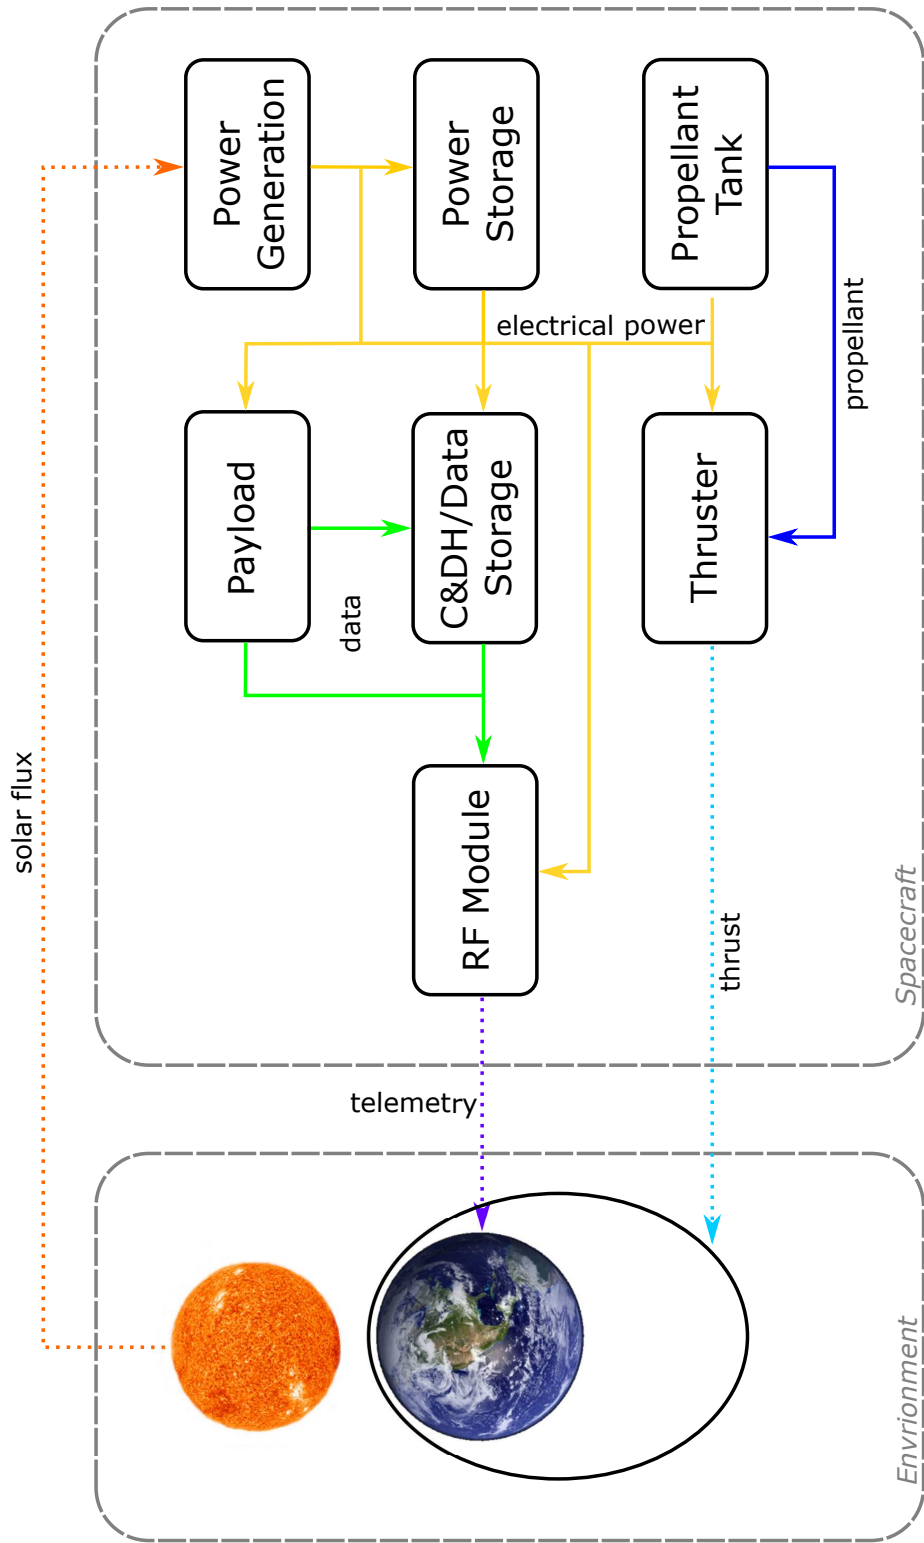 Power
Generation
Power
Storage
Propellant
Tank
electrical power
propellant
Payload
C&DH/Data
Storage
Thruster
data
solar flux
RF Module
thrust
Spacecraft
telemetry
Envrionment